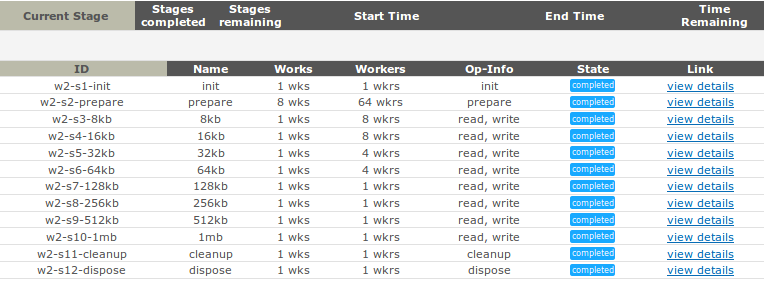 Current Stage Stages completed Stages remaining Start Time End Time Time Remaining
ID Name Works Workers Op-Info State Link
w2-s1-init init 1 wks 1 wkrs init completed view details
w2-s2-prepare prepare 8 wks 64 wkrs prepare completed view details
w2-s3-8kb 8kb 1 wks 8 wkrs read, write completed view details
w2-s4-16kb 16kb 1 wks 8 wkrs read, write completed view details
w2-s5-32kb 32kb 1 wks 4 wkrs read, write completed view details
w2-s6-64kb 64kb 1 wks 4 wkrs read, write completed view details
w2-s7-128kb 128kb 1 wks 1 wkrs read, write completed view details
w2-s8-256kb 256kb 1 wks 1 wkrs read, write completed view details
w2-s9-512kb 512kb 1 wks 1 wkrs read, write completed view details
w2-s10-1mb 1mb 1 wks 1 wkrs read, write completed view details
w2-s11-cleanup cleanup 1 wks 1 wkrs cleanup completed view details
w2-s12-dispose dispose 1 wks 1 wkrs dispose completed view details